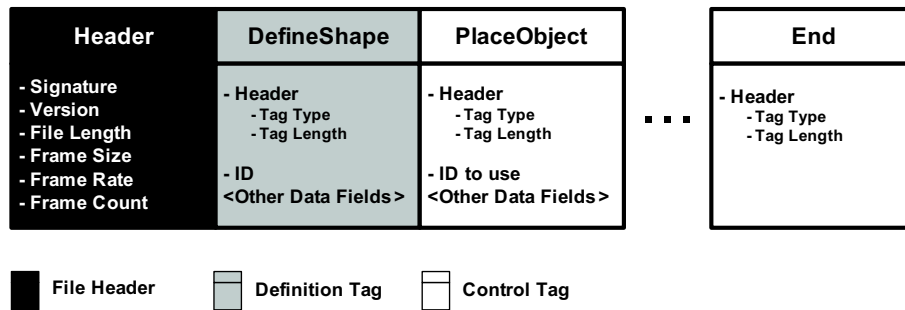 Header
- Signature
- Version
- File Length
- Frame Size
- Frame Rate
- Frame Count
DefineShape
- Header
- Tag Type
- Tag Length
- ID
<Other Data Fields>
PlaceObject
- Header
- Tag Type
- Tag Length
- ID to use
<Other Data Fields>
...
End
- Header
- Tag Type
- Tag Length
File Header
Definition Tag
Control Tag